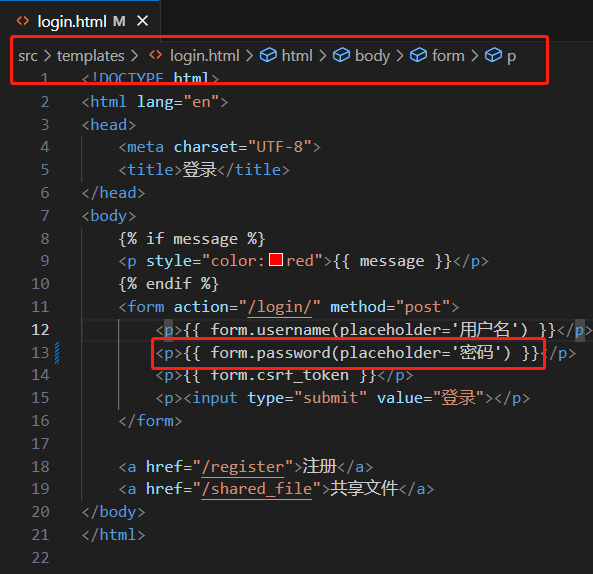 login.html M ×
src > templates > login.html > html > body > form > p
1 <!DOCTYPE html>
2 <html lang="en">
3 <head>
4 <meta charset="UTF-8">
5 <title>登录</title>
6 </head>
7 <body>
8 {% if message %}
9 <p style="color:red">{{ message }}</p>
10 {% endif %}
11 <form action="/login/" method="post">
12 <p>{{ form.username(placeholder='用户名') }}</p>
13 <p>{{ form.password(placeholder='密码') }}</p>
14 <p>{{ form.csrf_token }}</p>
15 <p><input type="submit" value="登录"></p>
16 </form>
17
18 <a href="/register">注册</a>
19 <a href="/shared_file">共享文件</a>
20 </body>
21 </html>
22